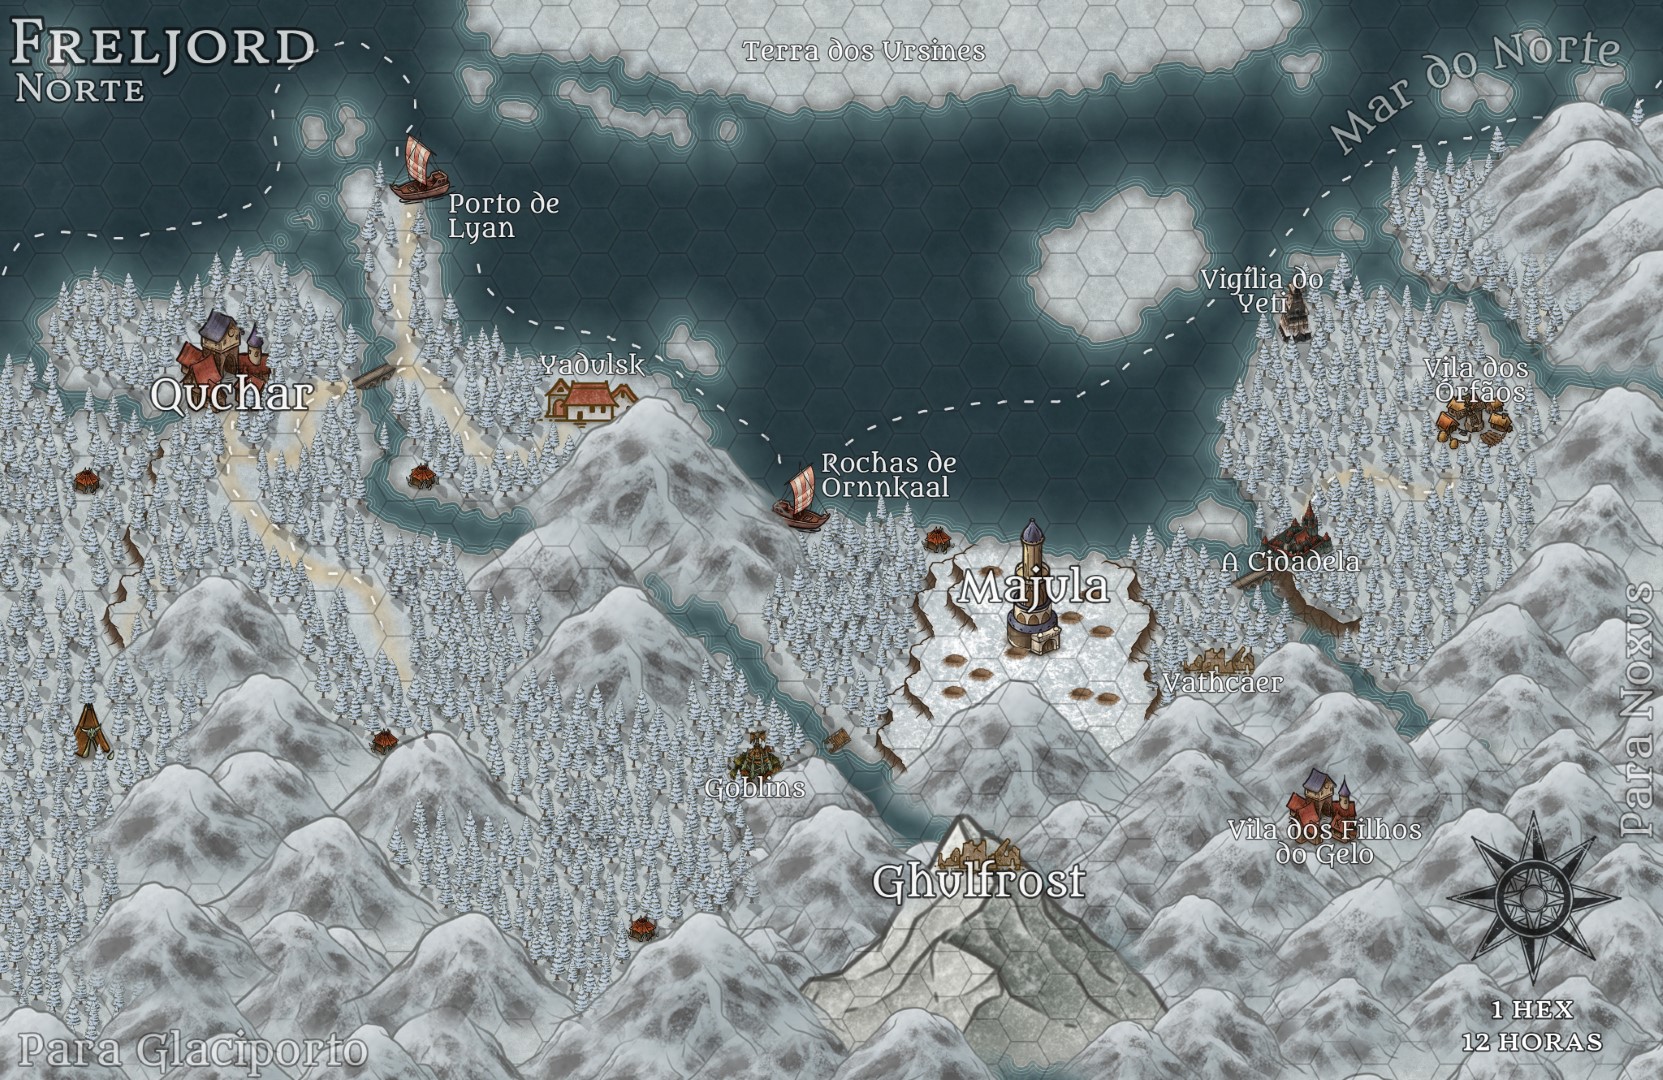 FRELJORD
NORTE
Terra dos Ursines
Mar do Norte
Porto de
Lyan
Vigília do
Yeti
Yadulsk
Quchar
Vila dos
Órfãos
Rochas de
Ornnkaal
A Cidadela
Majula
Vathcaer
Goblins
Vila dos Filhos
do Gelo
Ghulfrost
Para Noxus
Para Glaciporto
1 HEX
12 HORAS